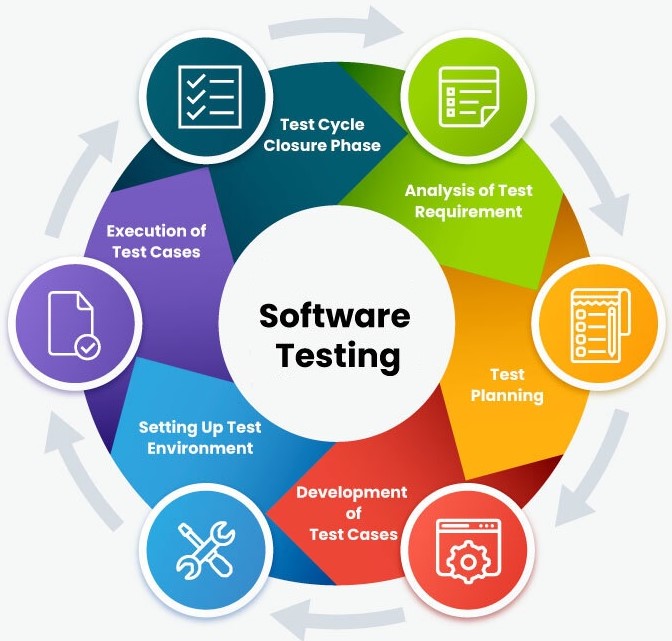 Test Cycle
Closure Phase
Analysis of Test
Requirement
Execution of
Test Cases
Software
Testing
Test
Planning
Setting Up Test
Environment
Development
of
Test Cases